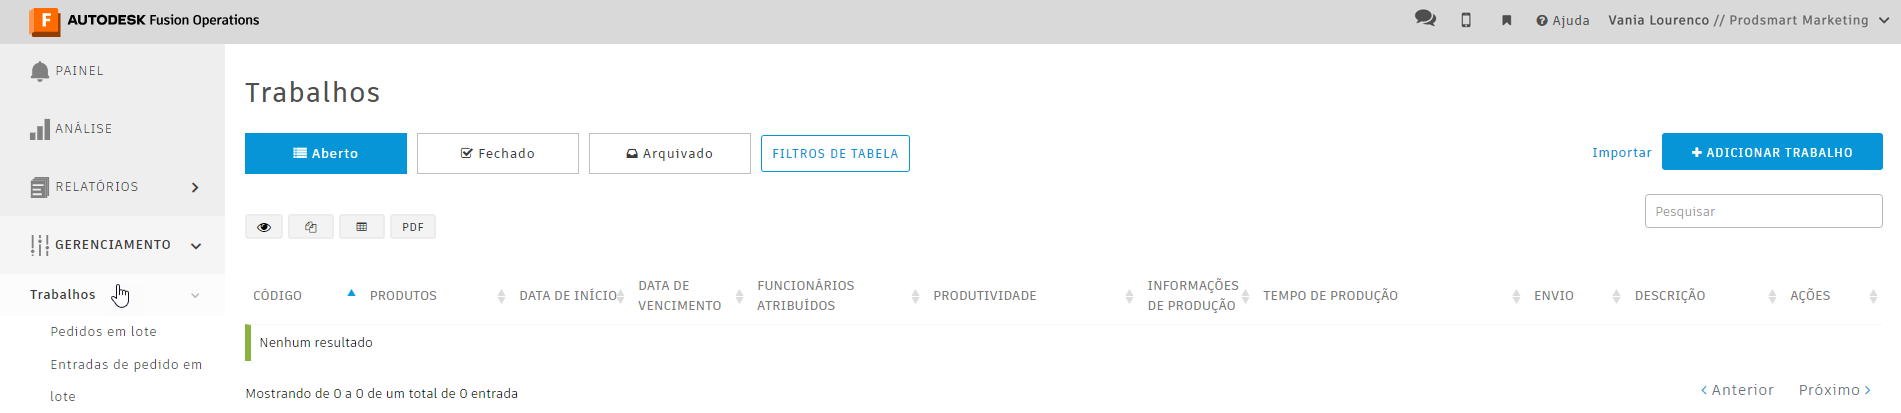 F AUTODESK Fusion Operations
Ajuda Vania Lourenco // Prodsmart Marketing
PAINEL
ANÁLISE
RELATÓRIOS
GERENCIAMENTO
Trabalhos
Pedidos em lote
Entradas de pedido em
lote
Trabalhos
Aberto Fechado Arquivado FILTROS DE TABELA
Importar + ADICIONAR TRABALHO
Pesquisar
PDF
CÓDIGO PRODUTOS DATA DE INÍCIO DATA DE VENCIMENTO FUNCIONÁRIOS ATRIBUÍDOS PRODUTIVIDADE INFORMAÇÕES DE PRODUÇÃO TEMPO DE PRODUÇÃO ENVIO DESCRIÇÃO AÇÕES
Nenhum resultado
Mostrando de 0 a 0 de um total de 0 entrada
< Anterior Próximo >